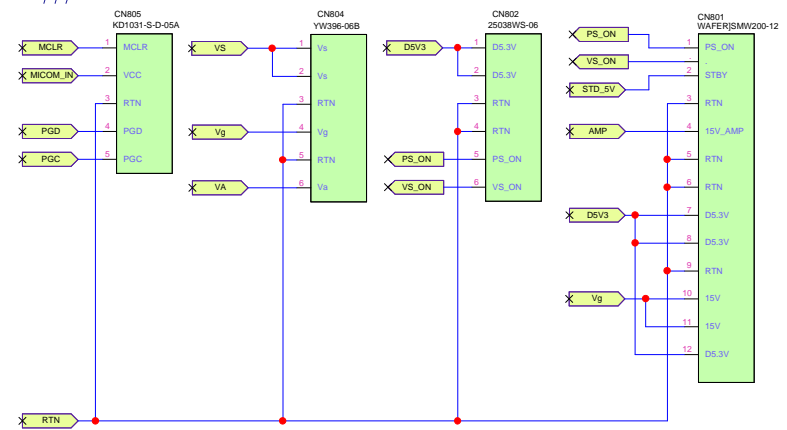 CN805
KD1031-S-D-05A
MCLR 1 MCLR
MICOM_IN 2 VCC
3 RTN
PGD 4 PGD
PGC 5 PGC
CN804
YW396-06B
VS 1 Vs
2 Vs
3 RTN
Vg 4 Vg
5 RTN
VA 6 Va
CN802
25038WS-06
D5V3 1 D5.3V
2 D5.3V
3 RTN
4 RTN
PS_ON 5 PS_ON
VS_ON 6 VS_ON
CN801
WAFER]SMW200-12
PS_ON 1 PS_ON
VS_ON . .
STD_5V 2 STBY
3 RTN
AMP 4 15V_AMP
5 RTN
6 RTN
D5V3 7 D5.3V
8 D5.3V
9 RTN
Vg 10 15V
11 15V
12 D5.3V
RTN